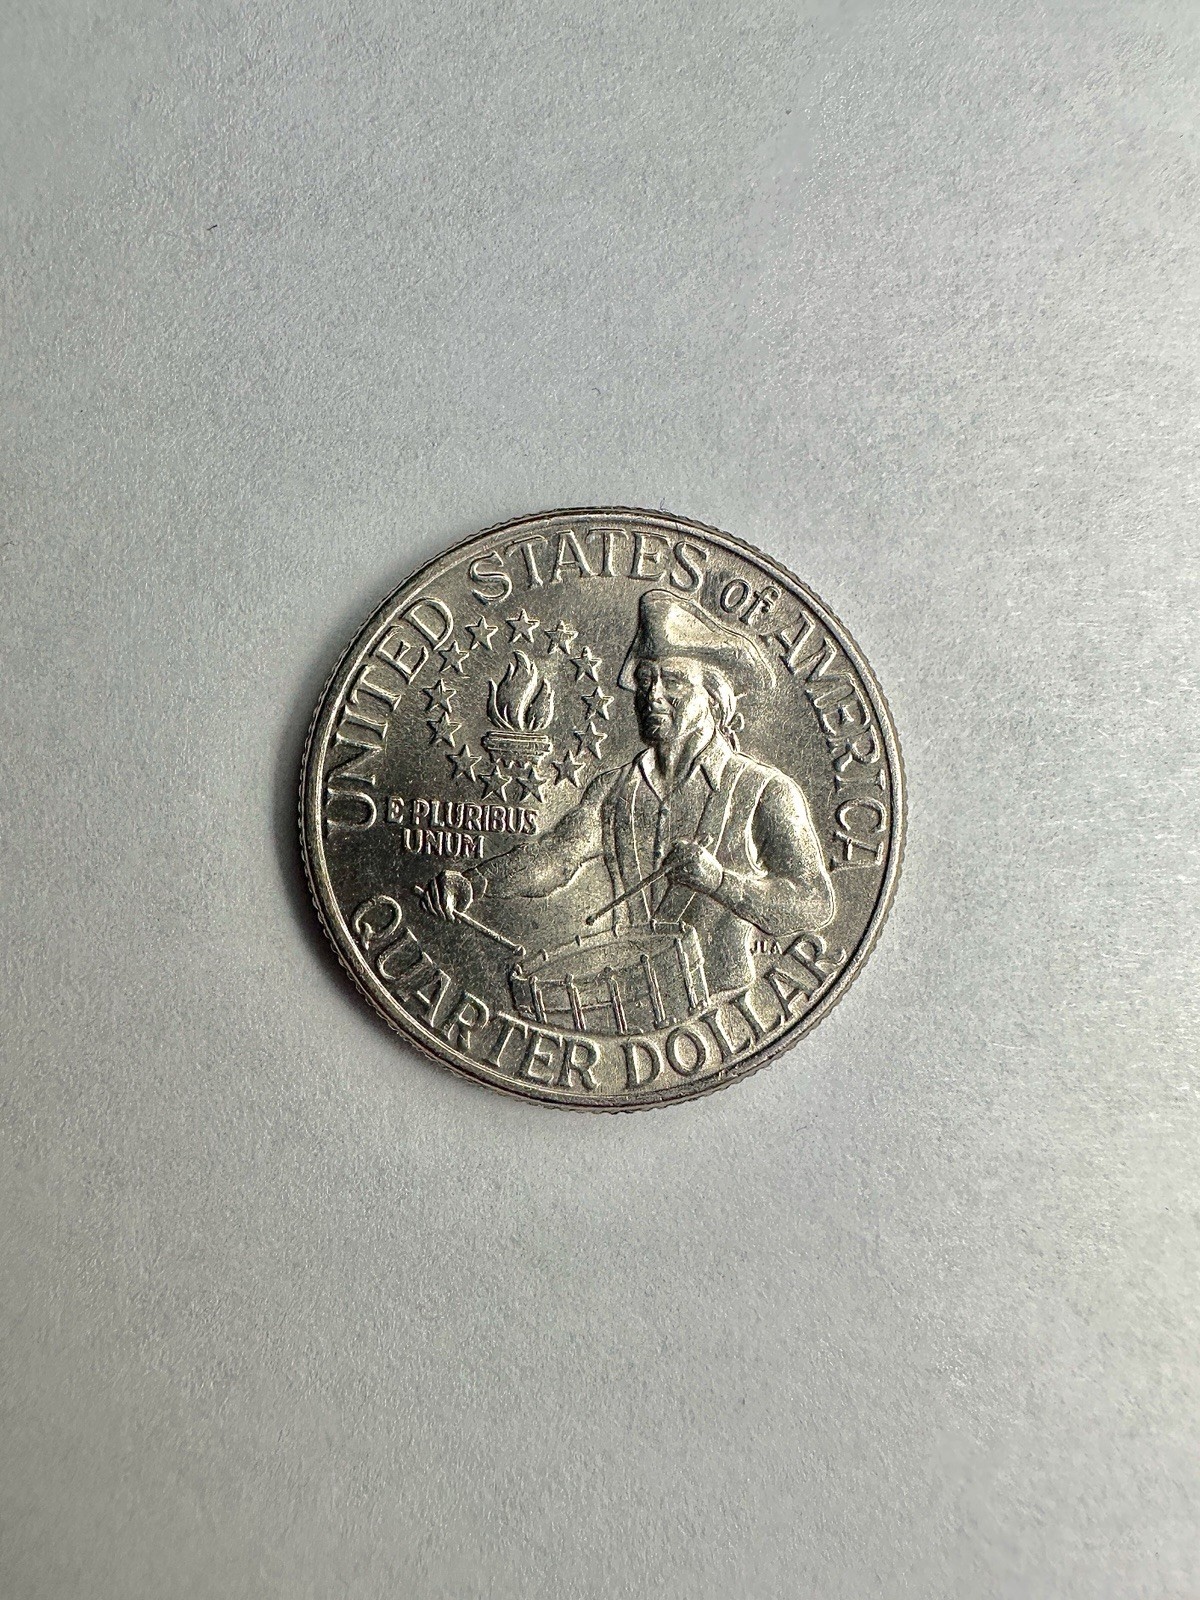 UNITED STATES of AMERICA
E PLURIBUS
UNUM
JLA
QUARTER DOLLAR